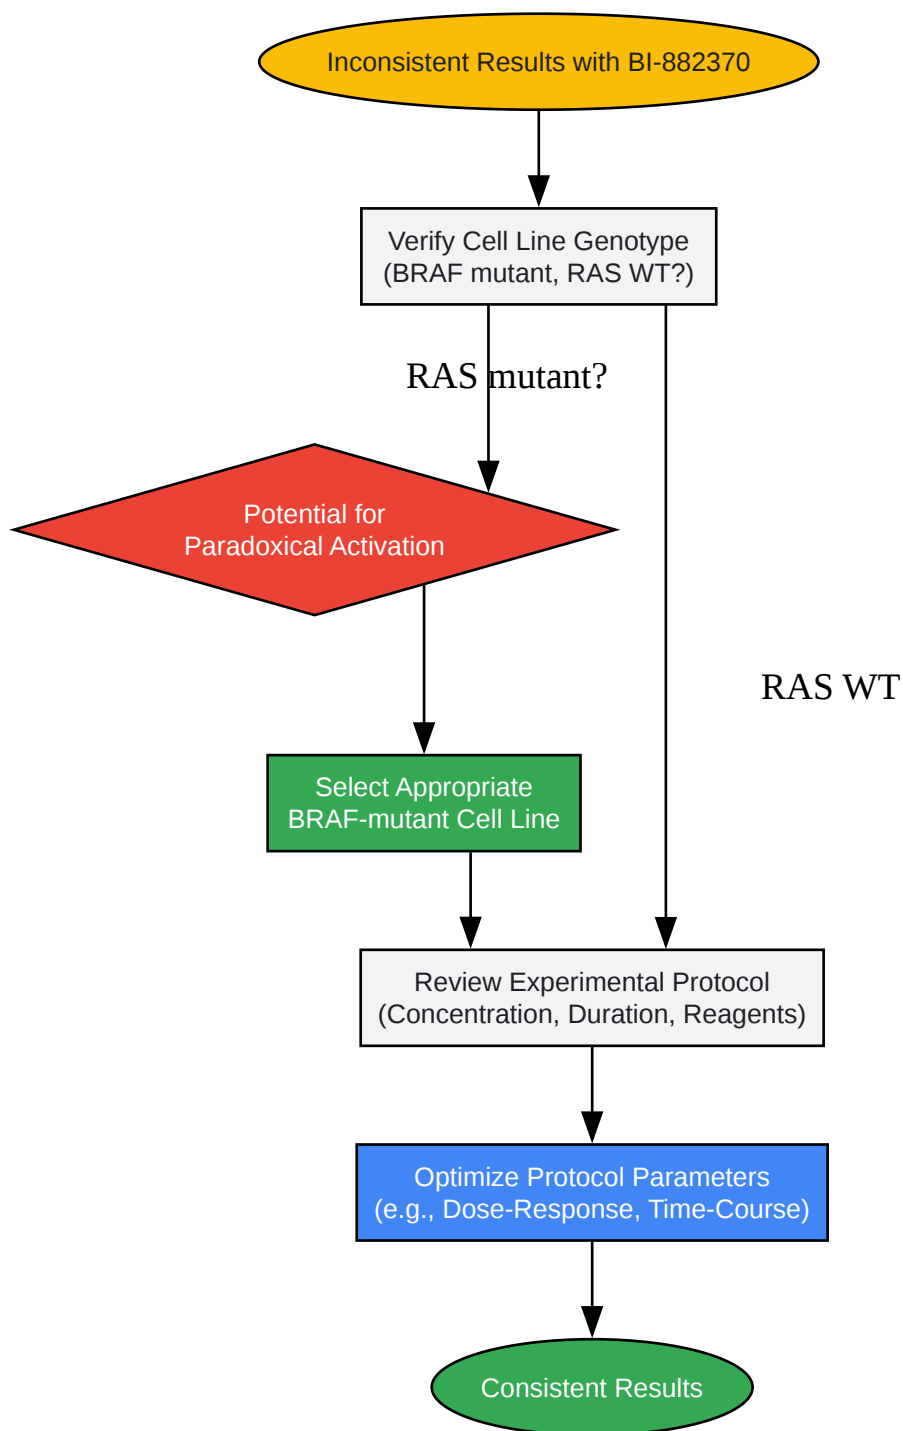 Inconsistent Results with BI-882370
Verify Cell Line Genotype
(BRAF mutant, RAS WT?)
RAS mutant?
Potential for
Paradoxical Activation
RAS WT
Select Appropriate
BRAF-mutant Cell Line
Review Experimental Protocol
(Concentration, Duration, Reagents)
Optimize Protocol Parameters
(e.g., Dose-Response, Time-Course)
Consistent Results